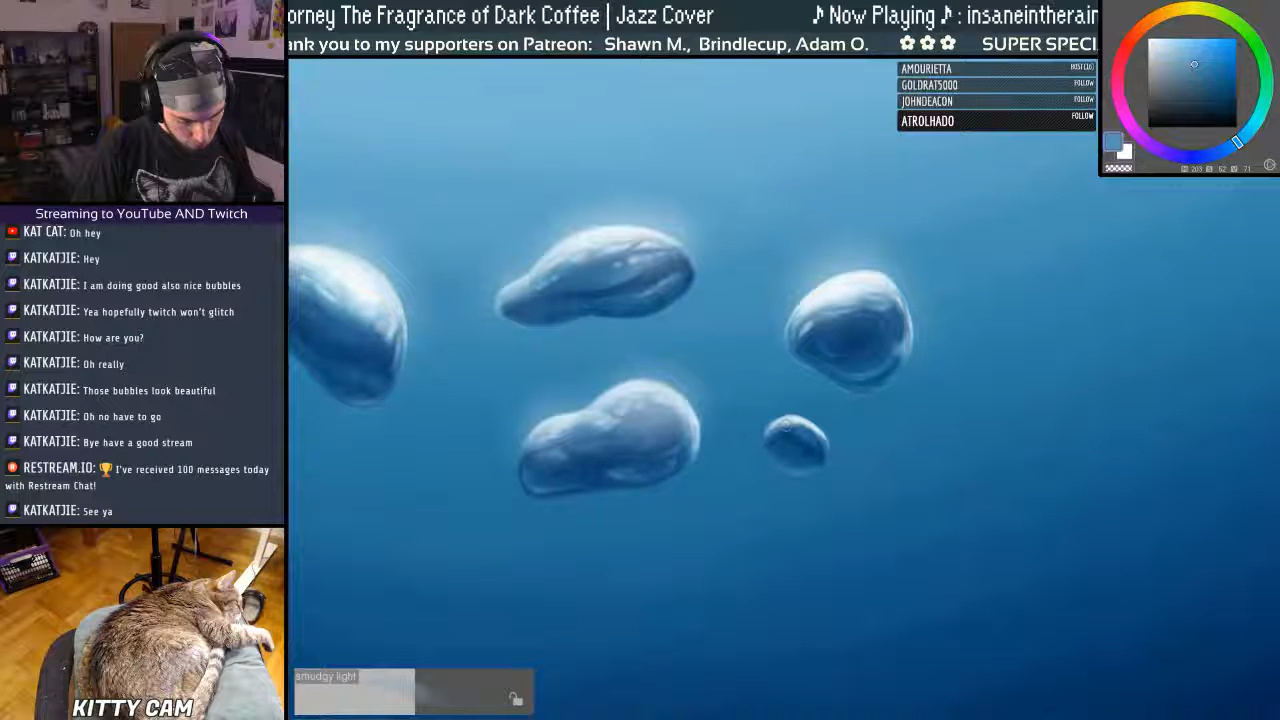 orney The Fragrance of Dark Coffee | Jazz Cover
♪ Now Playing ♪ : insaneintherain
ank you to my supporters on Patreon: Shawn M., Brindlecup, Adam O. ✿ ✿ ✿ SUPER SPECI
AMOURIETTA
GOLDRAT5000 FOLLOW
JOHNDEACON FOLLOW
ATROLHADO FOLLOW
Streaming to YouTube AND Twitch
KAT CAT: Oh hey
KATKATJIE: Hey
KATKATJIE: I am doing good also nice bubbles
KATKATJIE: Yea hopefully twitch won't glitch
KATKATJIE: How are you?
KATKATJIE: Oh really
KATKATJIE: Those bubbles look beautiful
KATKATJIE: Oh no have to go
KATKATJIE: Bye have a good stream
RESTREAM.IO: 🏆 I've received 100 messages today
with Restream Chat!
KATKATJIE: See ya
smudgy light
KITTY CAM